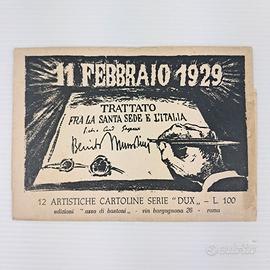 11 FEBBRAIO 1929
TRATTATO
FRA LA SANTA SEDE E L'ITALIA
Benito Mussolini
12 ARTISTICHE CARTOLINE SERIE "DUX„ - L. 100
edizioni "asso di bastoni„ - via borgognona 26 - roma
subito